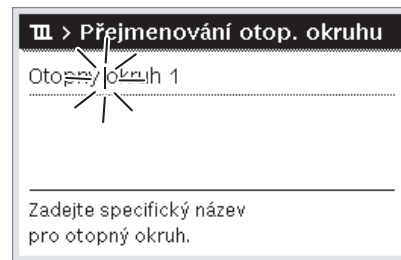 > Přejmenování otop. okruhu
Otopný okruh 1
Zadejte specifický název
pro otopný okruh.